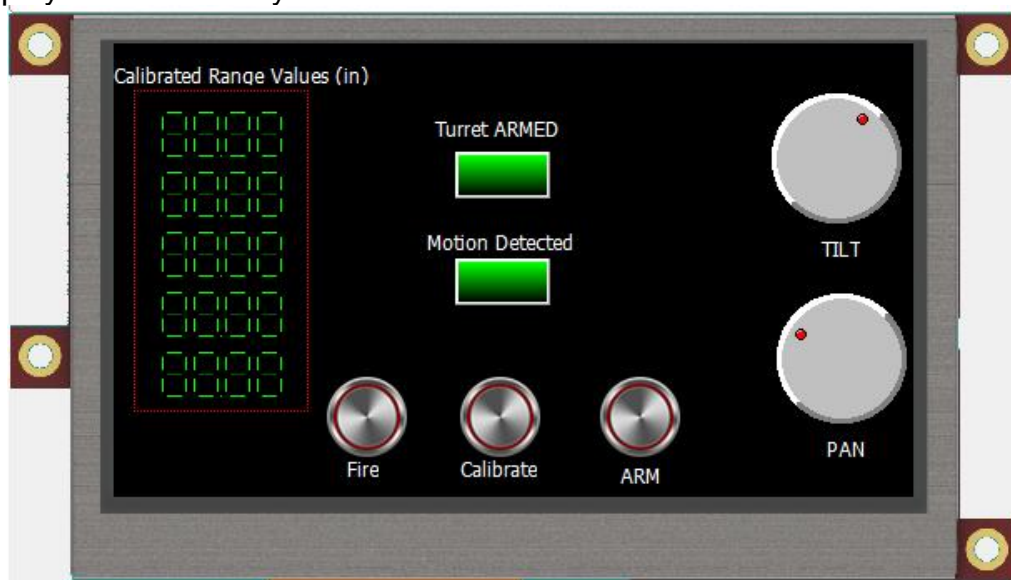 Calibrated Range Values (in)
Turret ARMED
Motion Detected
TILT
PAN
Fire
Calibrate
ARM